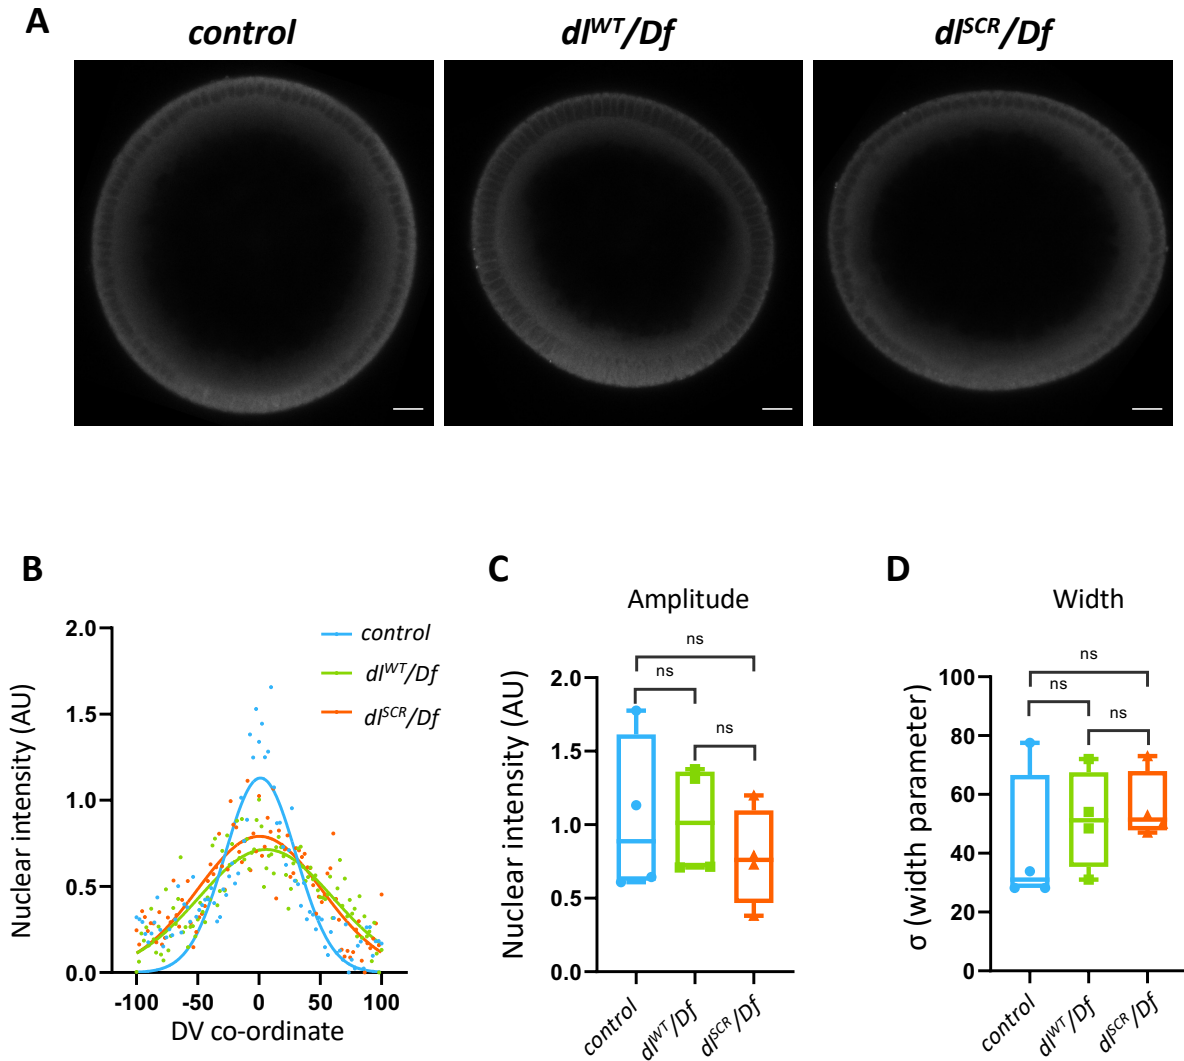 A
control
dl^WT/Df
dl^SCR/Df
B
2.0
1.5
1.0
0.5
0.0
Nuclear intensity (AU)
-100 -50 0 50 100
DV co-ordinate
control
dl^WT/Df
dl^SCR/Df
C
Amplitude
ns
ns
ns
2.0
1.5
1.0
0.5
0.0
Nuclear intensity (AU)
control
dl^WT/Df
dl^SCR/Df
D
Width
ns
ns
ns
100
80
60
40
20
0
σ (width parameter)
control
dl^WT/Df
dl^SCR/Df